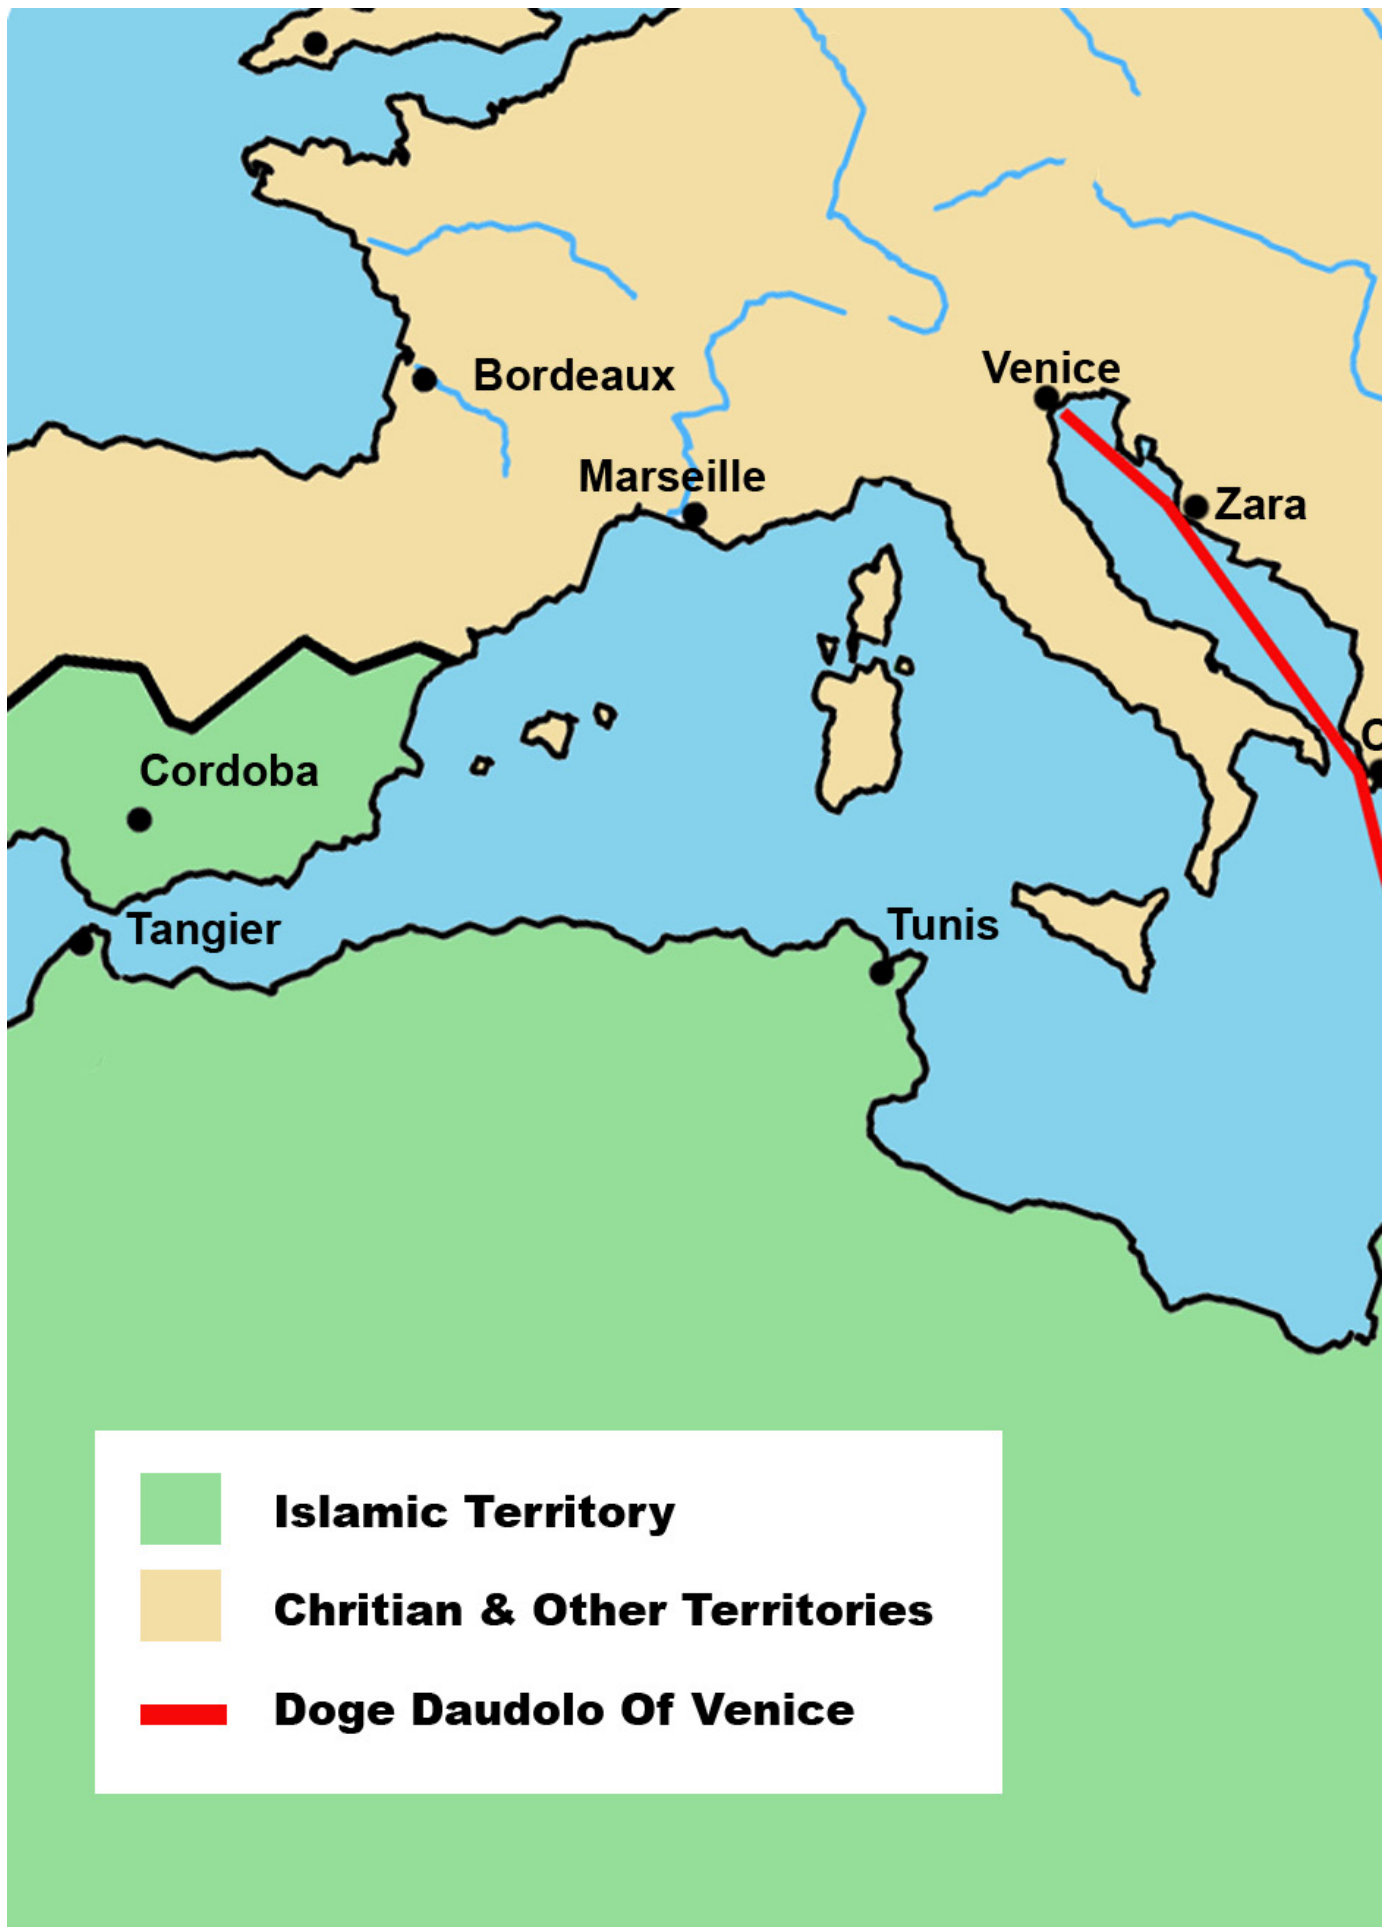 Venice
Bordeaux
Marseille
Zara
C
Cordoba
Tangier
Tunis
Islamic Territory
Chritian & Other Territories
Doge Daudolo Of Venice